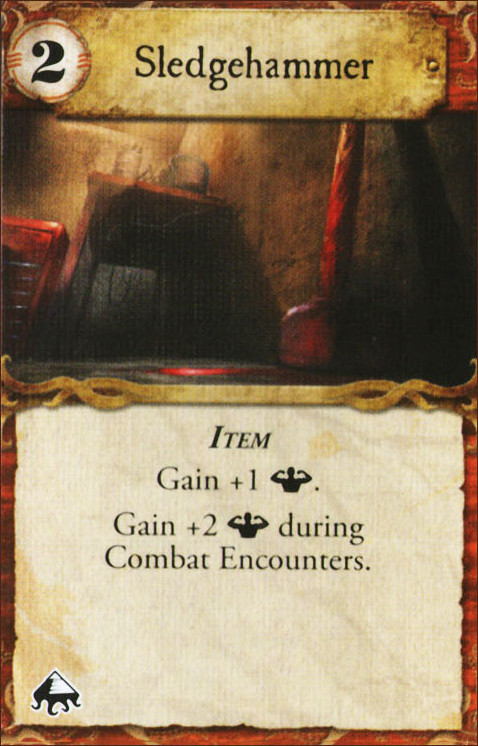 2
Sledgehammer
Item
Gain +1 .
Gain +2 during
Combat Encounters.